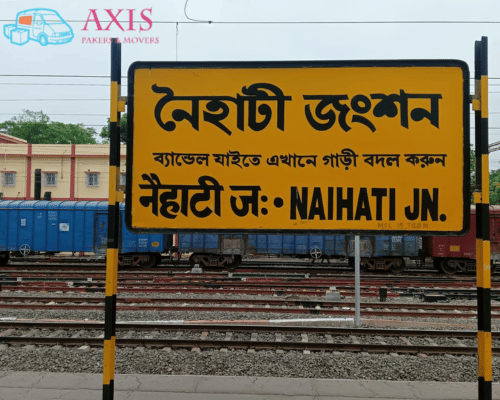 AXIS
PAKERS & MOVERS
নৈহাটী জংশন
ব্যান্ডেল যাইতে এখানে গাড়ী বদল করুন
नैहाटी ज: • NAIHATI JN.